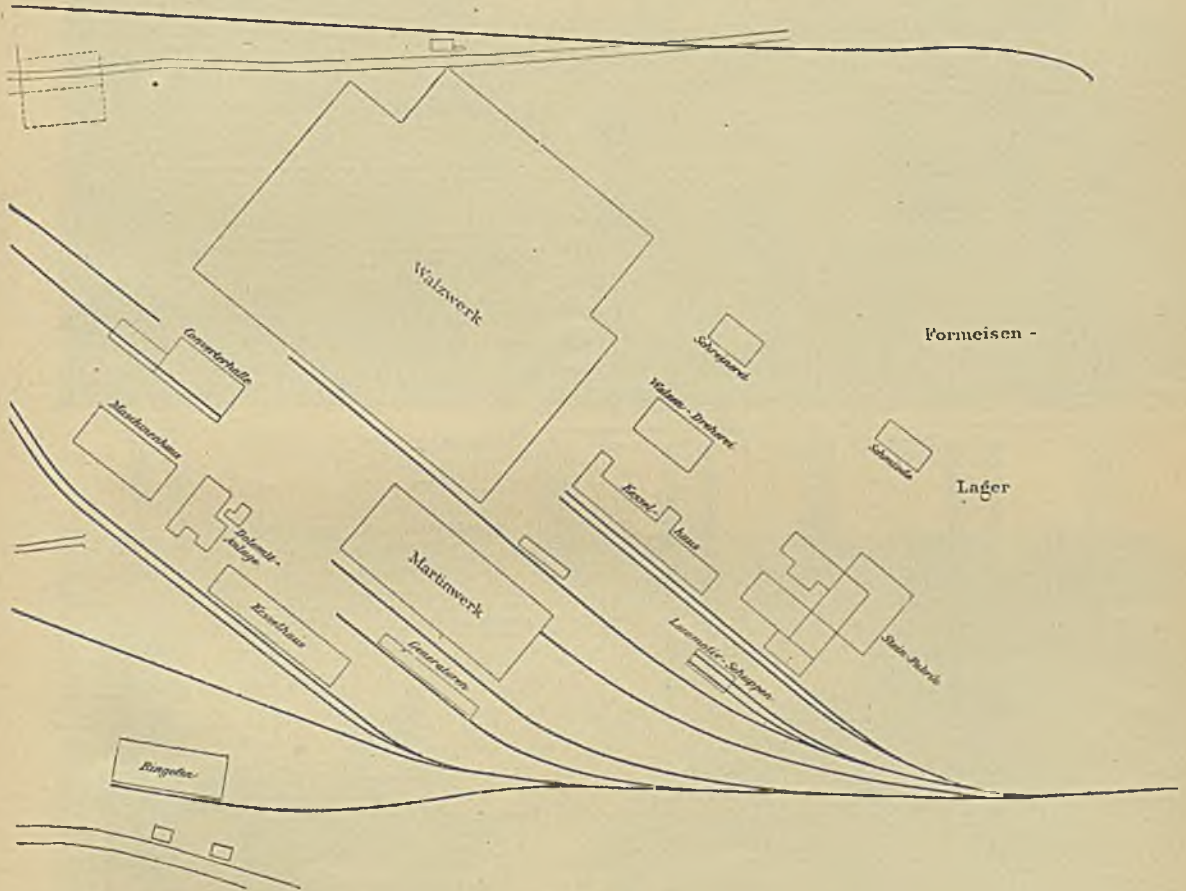 Walzwerk
Formeisen -
Schreinerei
Converterhalle
Walzen - Dreherei
Maschinenhaus
Schmiede
Lager
Kessel-
haus
Dolomit -
Anlage
Martinwerk
Kesselhaus
Generatoren
Locomotiv-Schuppen
Stein-Fabrik
Ringofen